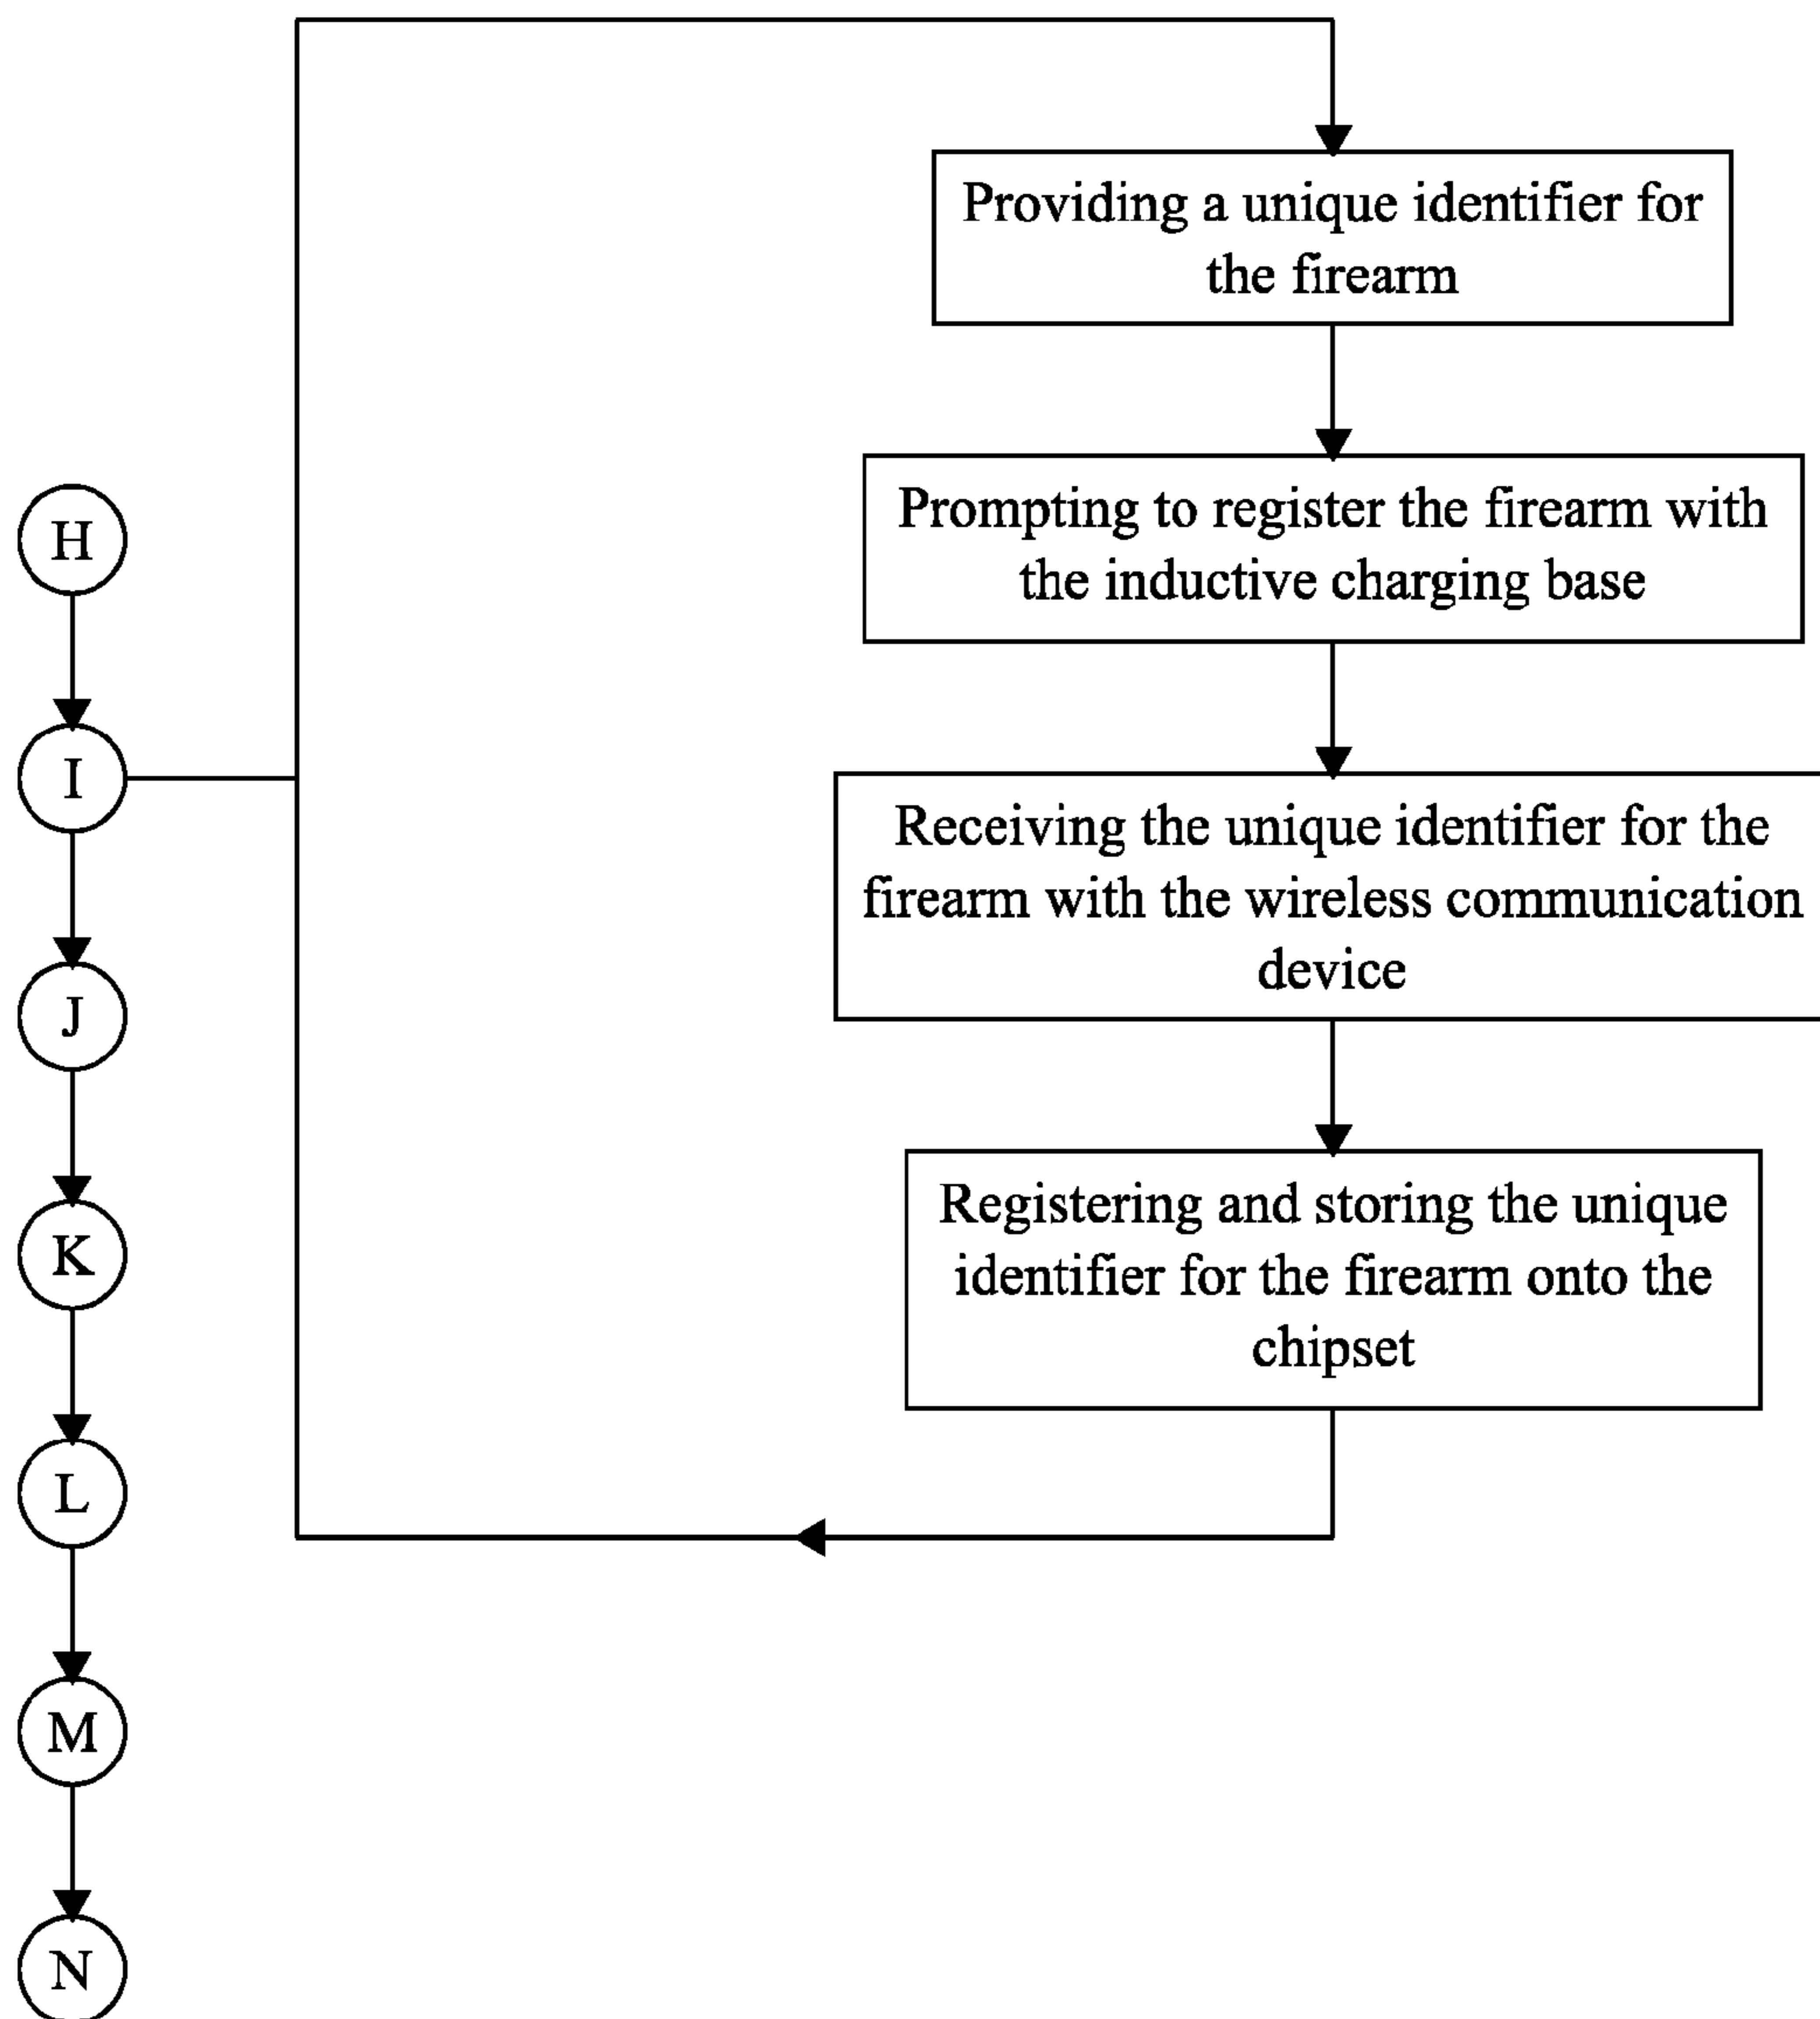 Providing a unique identifier for
the firearm
Prompting to register the firearm with
the inductive charging base
Receiving the unique identifier for the
firearm with the wireless communication
device
Registering and storing the unique
identifier for the firearm onto the
chipset
H
I
J
K
L
M
N